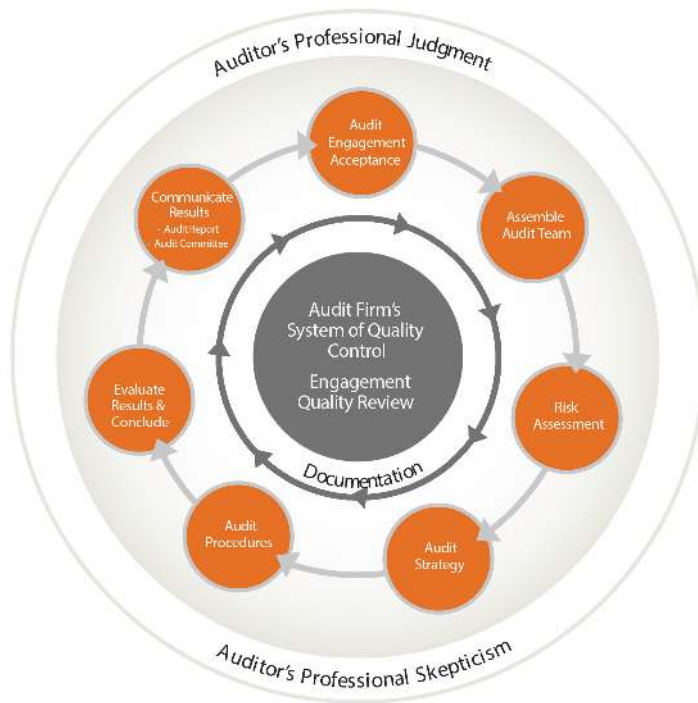 Auditor's Professional Judgment
Audit
Engagement
Acceptance
Assemble
Audit Team
Risk
Assessment
Audit
Strategy
Audit
Procedures
Evaluate
Results &
Conclude
Communicate
Results
- Audit Report
- Audit Committee
Audit Firm's
System of Quality
Control
Engagement
Quality Review
Documentation
Auditor's Professional Skepticism